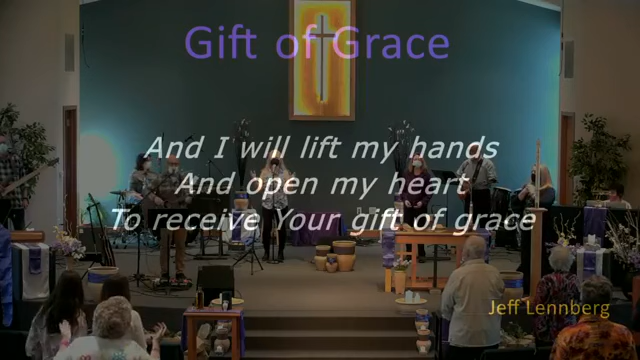 Gift of Grace
And I will lift my hands
And open my heart
To receive Your gift of grace
Jeff Lennberg